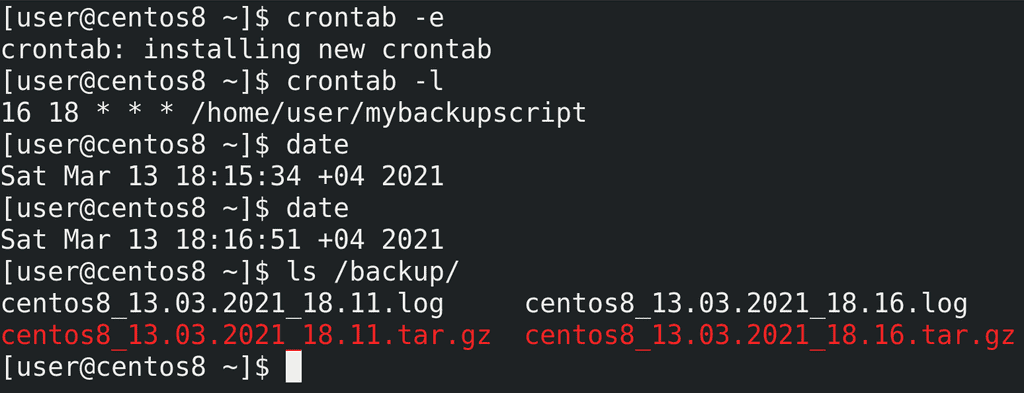 [user@centos8 ~]$ crontab -e
crontab: installing new crontab
[user@centos8 ~]$ crontab -l
16 18 * * * /home/user/mybackupscript
[user@centos8 ~]$ date
Sat Mar 13 18:15:34 +04 2021
[user@centos8 ~]$ date
Sat Mar 13 18:16:51 +04 2021
[user@centos8 ~]$ ls /backup/
centos8_13.03.2021_18.11.log     centos8_13.03.2021_18.16.log
centos8_13.03.2021_18.11.tar.gz  centos8_13.03.2021_18.16.tar.gz
[user@centos8 ~]$